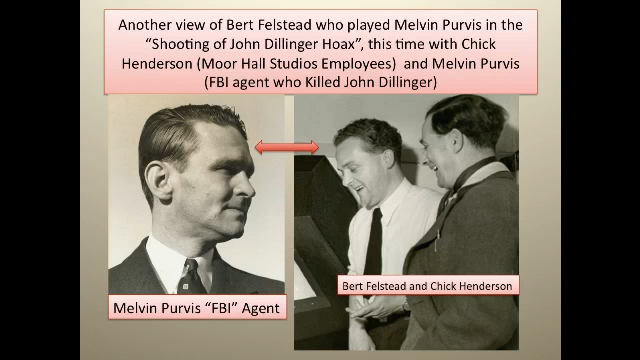 Another view of Bert Felstead who played Melvin Purvis in the
“Shooting of John Dillinger Hoax”, this time with Chick
Henderson (Moor Hall Studios Employees)  and Melvin Purvis
(FBI agent who Killed John Dillinger)
Melvin Purvis “FBI” Agent
Bert Felstead and Chick Henderson